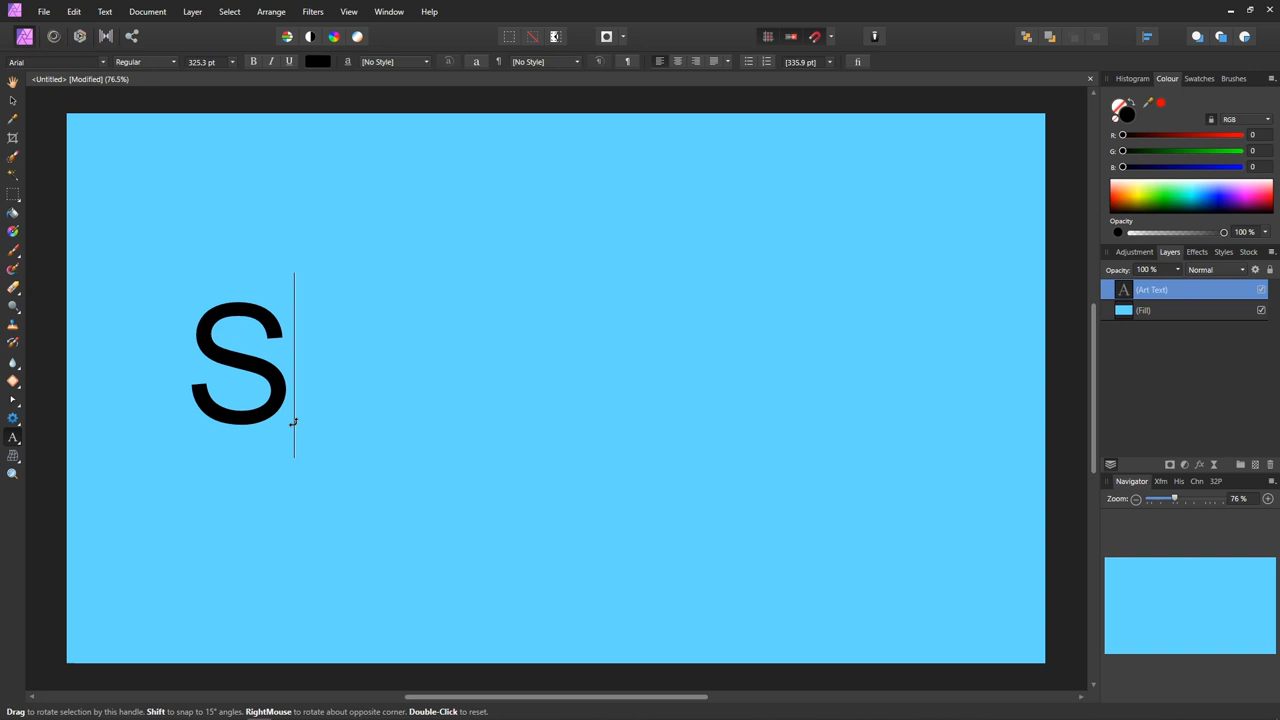 File Edit Text Document Layer Select Arrange Filters View Window Help
Arial Regular 325.3 pt B I U a [No Style] a a ¶ [No Style] ¶ ¶ [335.9 pt] fi
<Untitled> [Modified] (76.5%)
Histogram Colour Swatches Brushes
RGB
R: 0
G: 0
B: 0
Opacity
100 %
Adjustment Layers Effects Styles Stock
Opacity: 100 % Normal
A (Art Text)
(Fill)
S
A
fx
Navigator Xfm His Chn 32P
Zoom: 76 %
Drag to rotate selection by this handle. Shift to snap to 15° angles. RightMouse to rotate about opposite corner. Double-Click to reset.